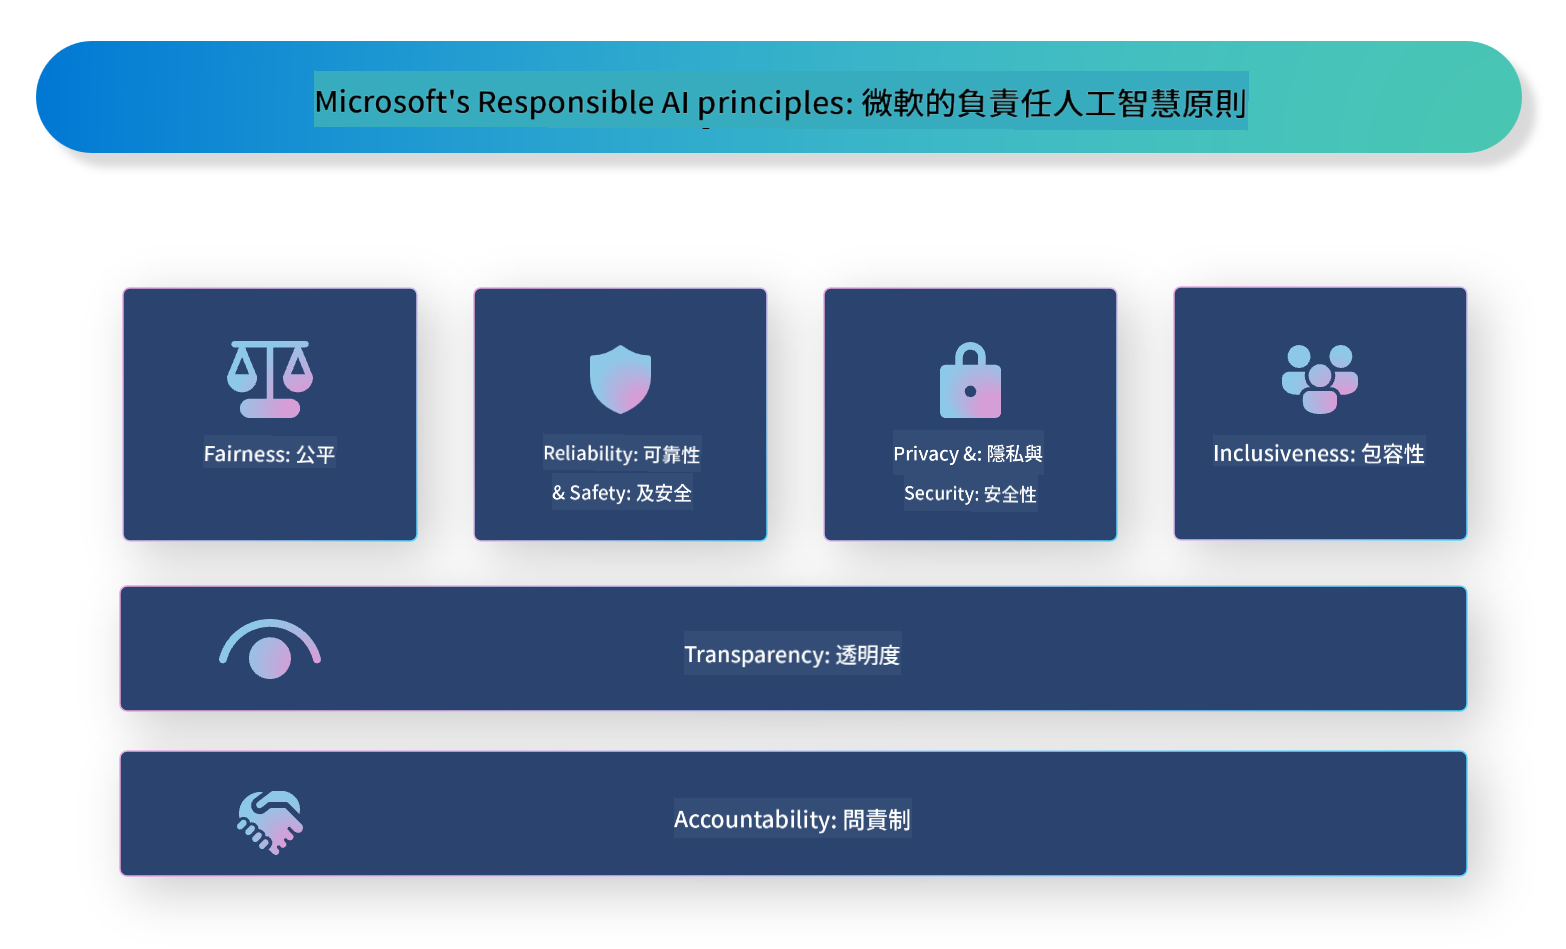 Microsoft's Responsible AI principles: 微軟的負責任人工智慧原則
Fairness: 公平
Reliability: 可靠性
& Safety: 及安全
Privacy &: 隱私與
Security: 安全性
Inclusiveness: 包容性
Transparency: 透明度
Accountability: 問責制